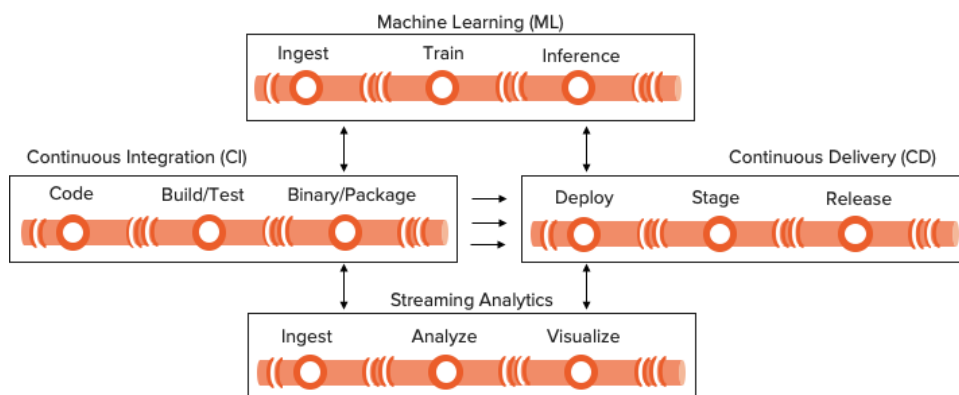 Machine Learning (ML)
Ingest Train Inference
Continuous Integration (CI) Continuous Delivery (CD)
Code Build/Test Binary/Package Deploy Stage Release
Streaming Analytics
Ingest Analyze Visualize